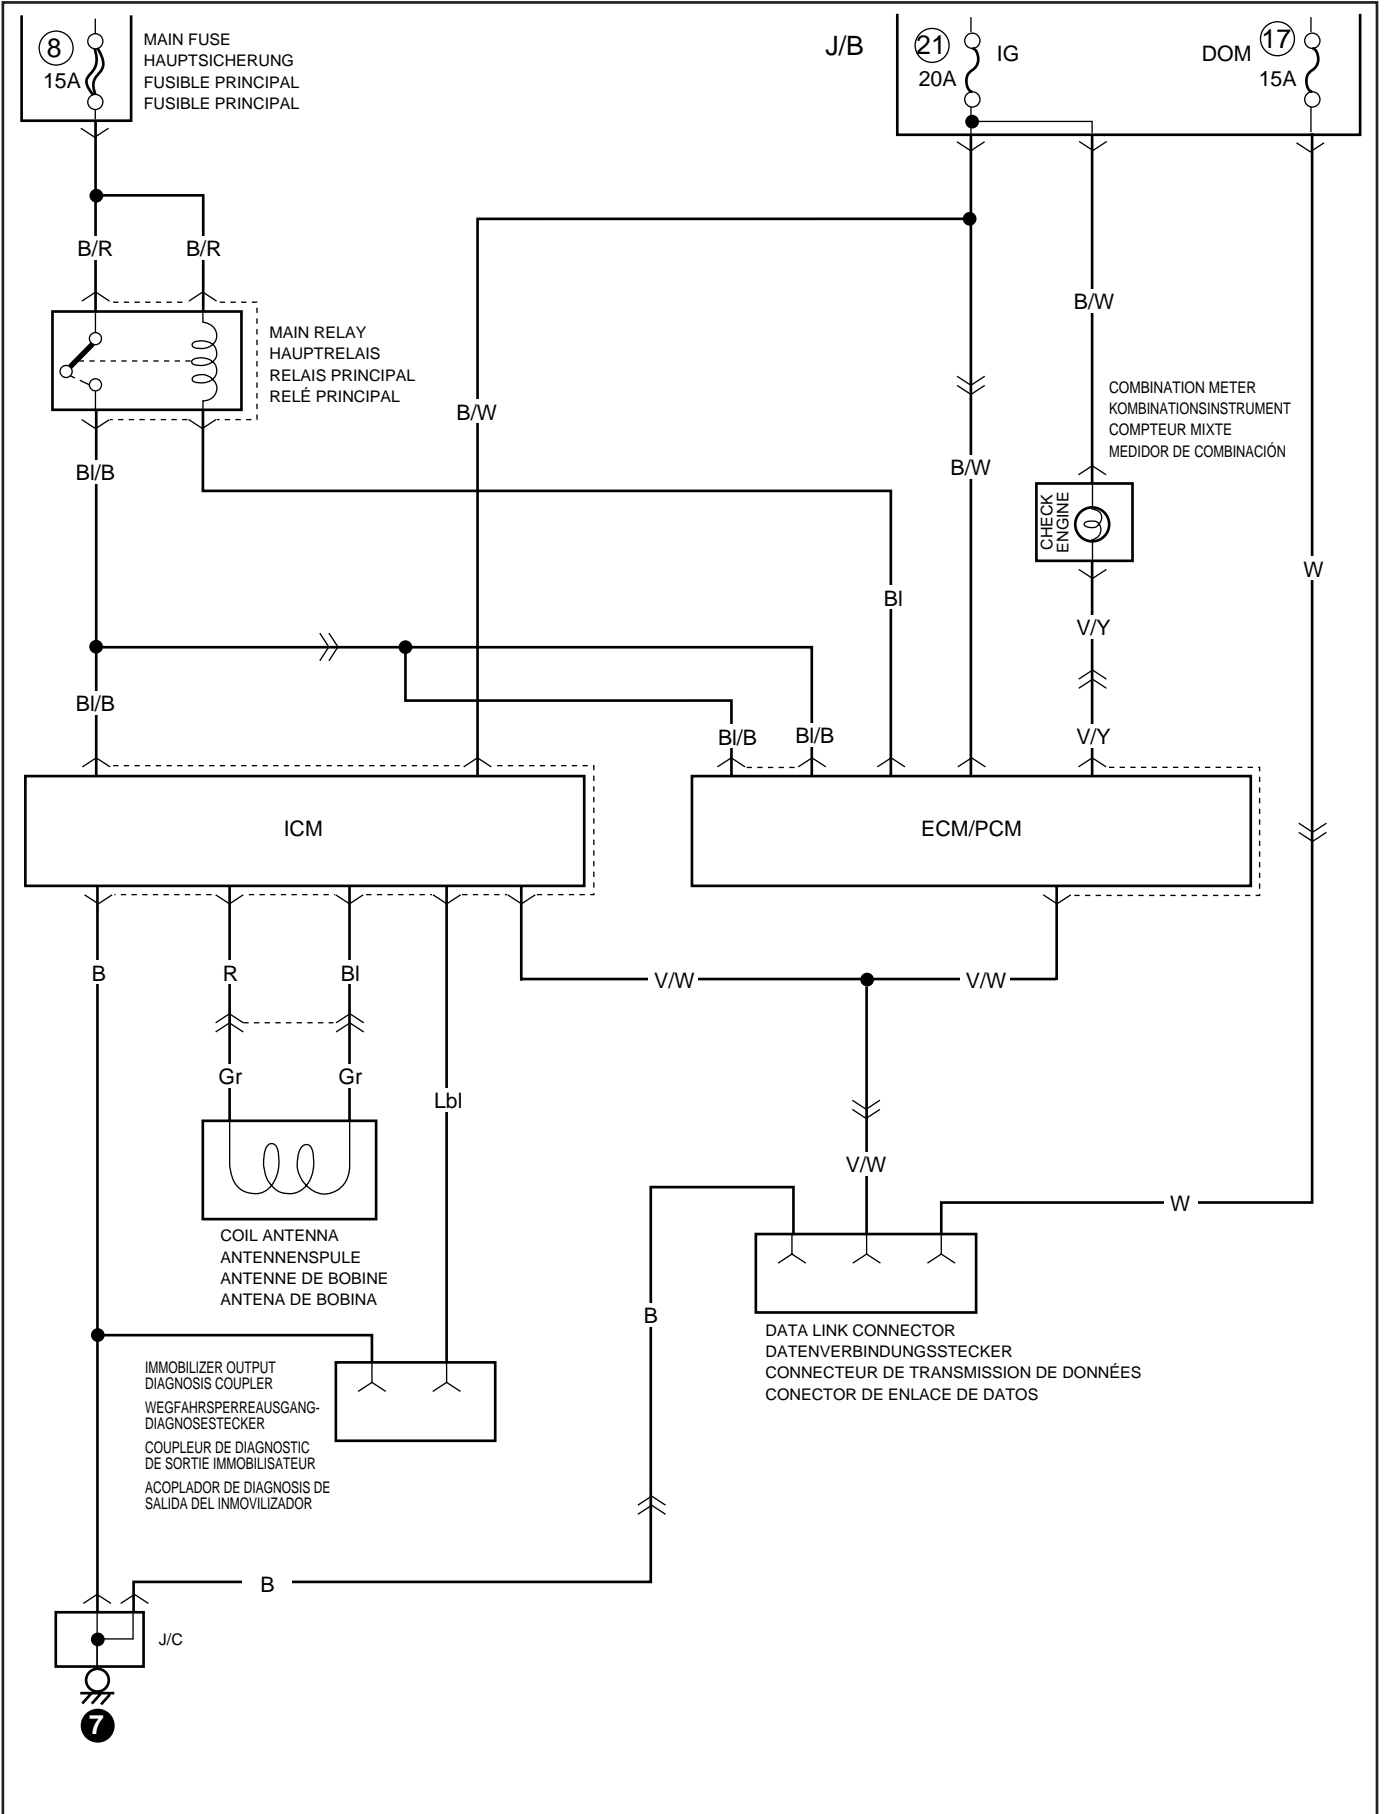 8
15A
MAIN FUSE
HAUPTSICHERUNG
FUSIBLE PRINCIPAL
FUSIBLE PRINCIPAL
J/B
21
20A
IG
DOM
17
15A
B/R
B/R
B/W
MAIN RELAY
HAUPTRELAIS
RELAIS PRINCIPAL
RELÉ PRINCIPAL
B/W
COMBINATION METER
KOMBINATIONSINSTRUMENT
COMPTEUR MIXTE
MEDIDOR DE COMBINACIÓN
Bl/B
B/W
CHECK
ENGINE
W
Bl
V/Y
Bl/B
Bl/B
Bl/B
V/Y
ICM
ECM/PCM
B
R
Bl
V/W
V/W
Gr
Gr
Lbl
V/W
W
COIL ANTENNA
ANTENNENSPULE
ANTENNE DE BOBINE
ANTENA DE BOBINA
B
DATA LINK CONNECTOR
DATENVERBINDUNGSSTECKER
CONNECTEUR DE TRANSMISSION DE DONNÉES
CONECTOR DE ENLACE DE DATOS
IMMOBILIZER OUTPUT
DIAGNOSIS COUPLER
WEGFAHRSPERREAUSGANG-
DIAGNOSESTECKER
COUPLEUR DE DIAGNOSTIC
DE SORTIE IMMOBILISATEUR
ACOPLADOR DE DIAGNOSIS DE
SALIDA DEL INMOVILIZADOR
B
J/C
7